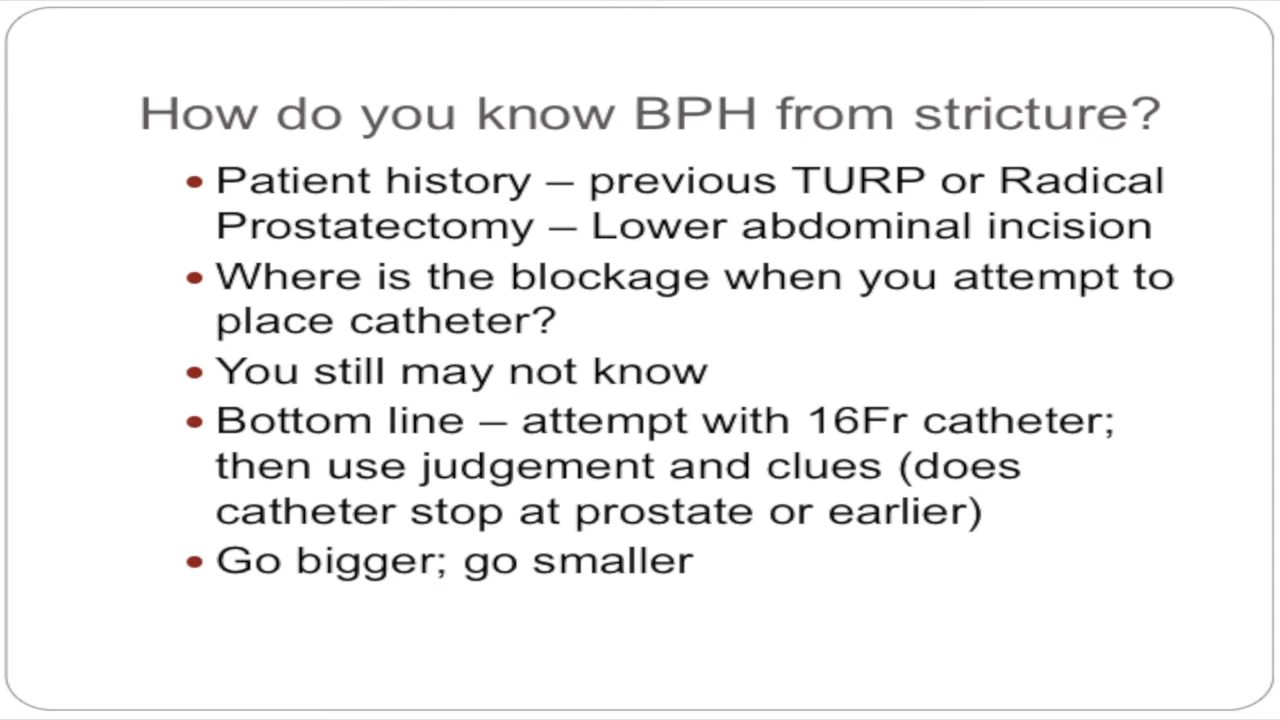 How do you know BPH from stricture?
• Patient history – previous TURP or Radical
Prostatectomy – Lower abdominal incision
• Where is the blockage when you attempt to
place catheter?
• You still may not know
• Bottom line – attempt with 16Fr catheter;
then use judgement and clues (does
catheter stop at prostate or earlier)
• Go bigger; go smaller